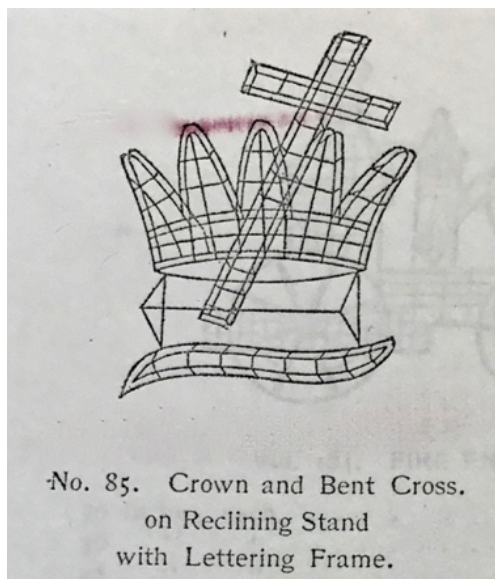 No. 85. Crown and Bent Cross.
on Reclining Stand
with Lettering Frame.